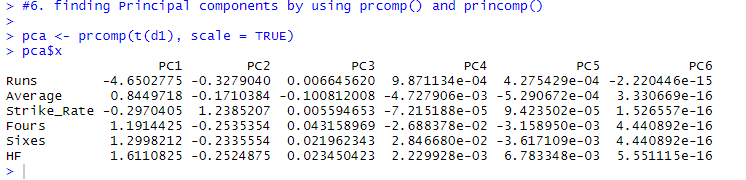 > #6. finding Principal components by using prcomp() and princomp()
>
> pca <- prcomp(t(d1), scale = TRUE)
> pca$x
PC1 PC2 PC3 PC4 PC5 PC6
Runs -4.6502775 -0.3279040 0.006645620 9.871134e-04 4.275429e-04 -2.220446e-15
Average 0.8449718 -0.1710384 -0.100812008 -4.727906e-03 -5.290672e-04 3.330669e-16
Strike_Rate -0.2970405 1.2385207 0.005594653 -7.215188e-05 9.423502e-05 1.526557e-16
Fours 1.1914425 -0.2535354 0.043158969 -2.688378e-02 -3.158950e-03 4.440892e-16
Sixes 1.2998212 -0.2335554 0.021962343 2.846680e-02 -3.617109e-03 4.440892e-16
HF 1.6110825 -0.2524875 0.023450423 2.229928e-03 6.783348e-03 5.551115e-16
>